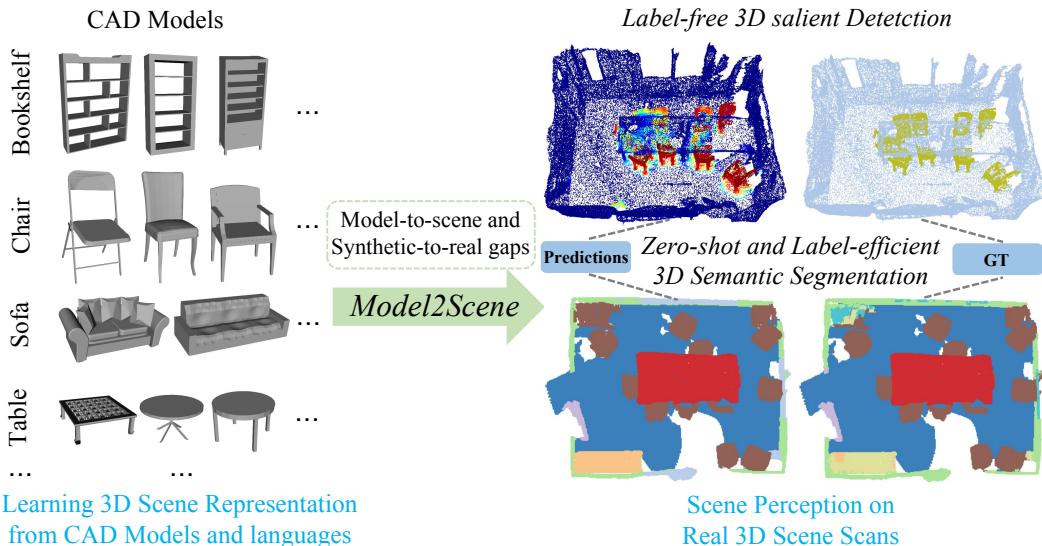 CAD Models
Bookshelf
...
Chair
...
Sofa
...
Table
...
...
...
Learning 3D Scene Representation
from CAD Models and languages
Model-to-scene and
Synthetic-to-real gaps
Model2Scene
Label-free 3D salient Detetction
Predictions
Zero-shot and Label-efficient
3D Semantic Segmentation
GT
Scene Perception on
Real 3D Scene Scans